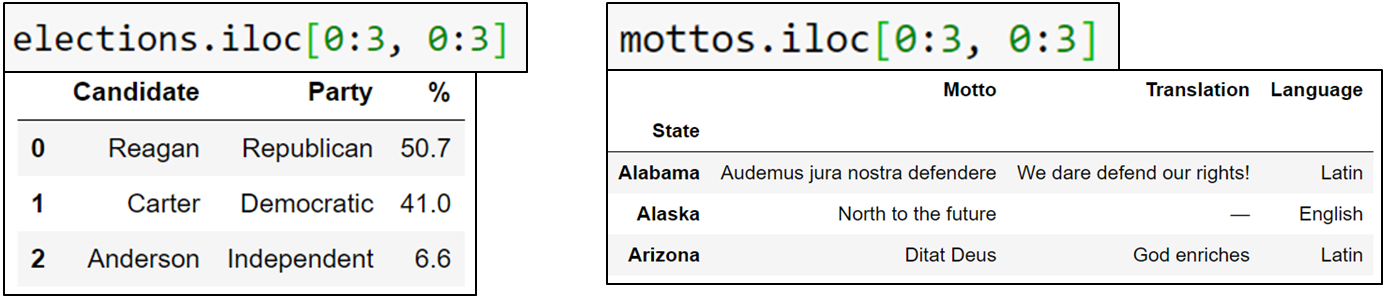 elections.iloc[0:3, 0:3]
Candidate Party %
0 Reagan Republican 50.7
1 Carter Democratic 41.0
2 Anderson Independent 6.6
mottos.iloc[0:3, 0:3]
Motto Translation Language
State
Alabama Audemus jura nostra defendere We dare defend our rights! Latin
Alaska North to the future — English
Arizona Ditat Deus God enriches Latin